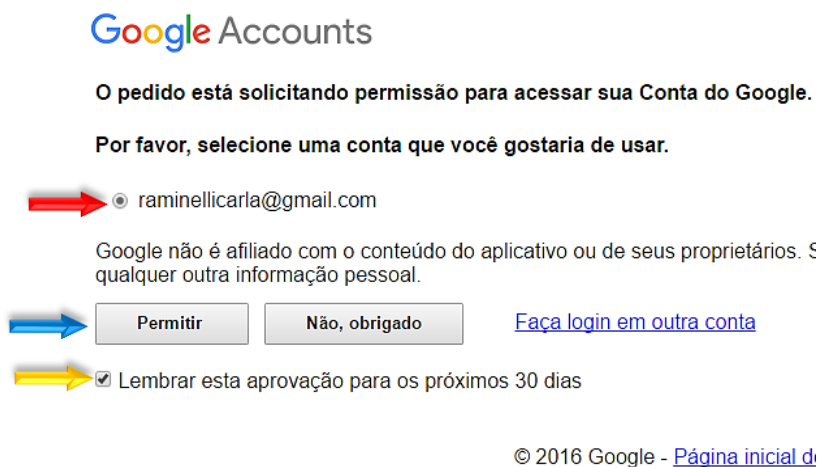 Google Accounts
O pedido está solicitando permissão para acessar sua Conta do Google.
Por favor, selecione uma conta que você gostaria de usar.
raminellicarla@gmail.com
Google não é afiliado com o conteúdo do aplicativo ou de seus proprietários.
qualquer outra informação pessoal.
Permitir Não, obrigado Faça login em outra conta
Lembrar esta aprovação para os próximos 30 dias
© 2016 Google - Página inicial